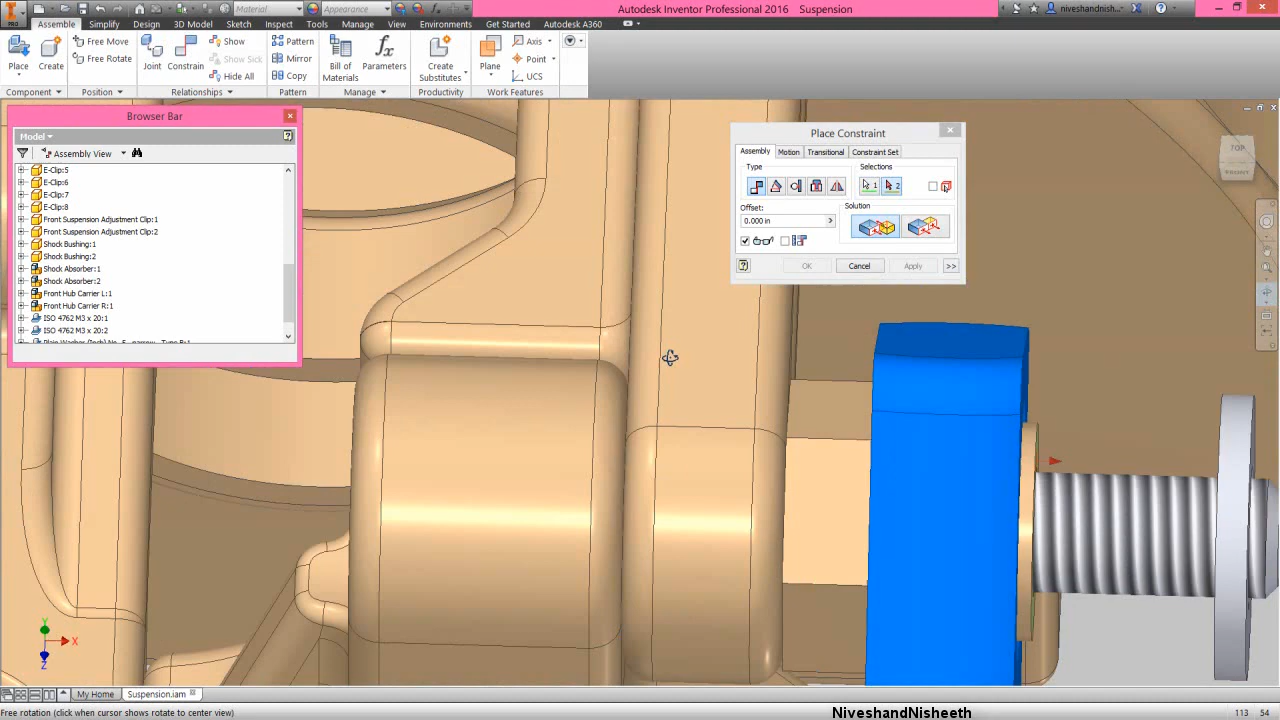 Autodesk Inventor Professional 2016 Suspension
niveshandnish...
Material
Appearance
PRO
Assemble Simplify Design 3D Model Sketch Inspect Tools Manage View Environments Get Started Autodesk A360
Place
Create
Free Move
Free Rotate
Joint
Constrain
Show
Show Sick
Hide All
Pattern
Mirror
Copy
Bill of Materials
Parameters
Create Substitutes
Plane
Axis
Point
UCS
Component Position Relationships Pattern Manage Productivity Work Features
Browser Bar
Model
Assembly View
E-Clip:5
E-Clip:6
E-Clip:7
E-Clip:8
Front Suspension Adjustment Clip:1
Front Suspension Adjustment Clip:2
Shock Bushing:1
Shock Bushing:2
Shock Absorber:1
Shock Absorber:2
Front Hub Carrier L:1
Front Hub Carrier R:1
ISO 4762 M3 x 20:1
ISO 4762 M3 x 20:2
Place Constraint
Assembly Motion Transitional Constraint Set
Type
Selections
1 2
Offset:
0.000 in
Solution
OK Cancel Apply >>
TOP
FRONT
Y
X
Z
My Home Suspension.iam
Free rotation (click when cursor shows rotate to center view)
113 54
NiveshandNisheeth